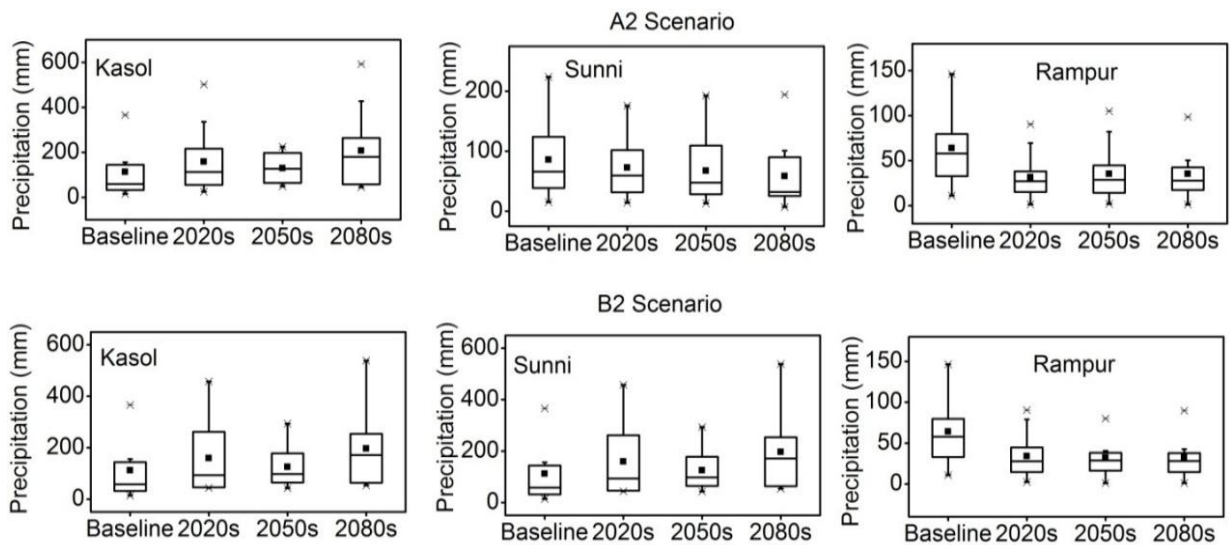 A2 Scenario
Precipitation (mm)
600
400
200
0
Kasol
Baseline 2020s 2050s 2080s
Precipitation (mm)
200
100
0
Sunni
Baseline 2020s 2050s 2080s
Precipitation (mm)
150
100
50
0
Rampur
Baseline 2020s 2050s 2080s
B2 Scenario
Precipitation (mm)
600
400
200
0
Kasol
Baseline 2020s 2050s 2080s
Precipitation (mm)
600
400
200
0
Sunni
Baseline 2020s 2050s 2080s
Precipitation (mm)
150
100
50
0
Rampur
Baseline 2020s 2050s 2080s